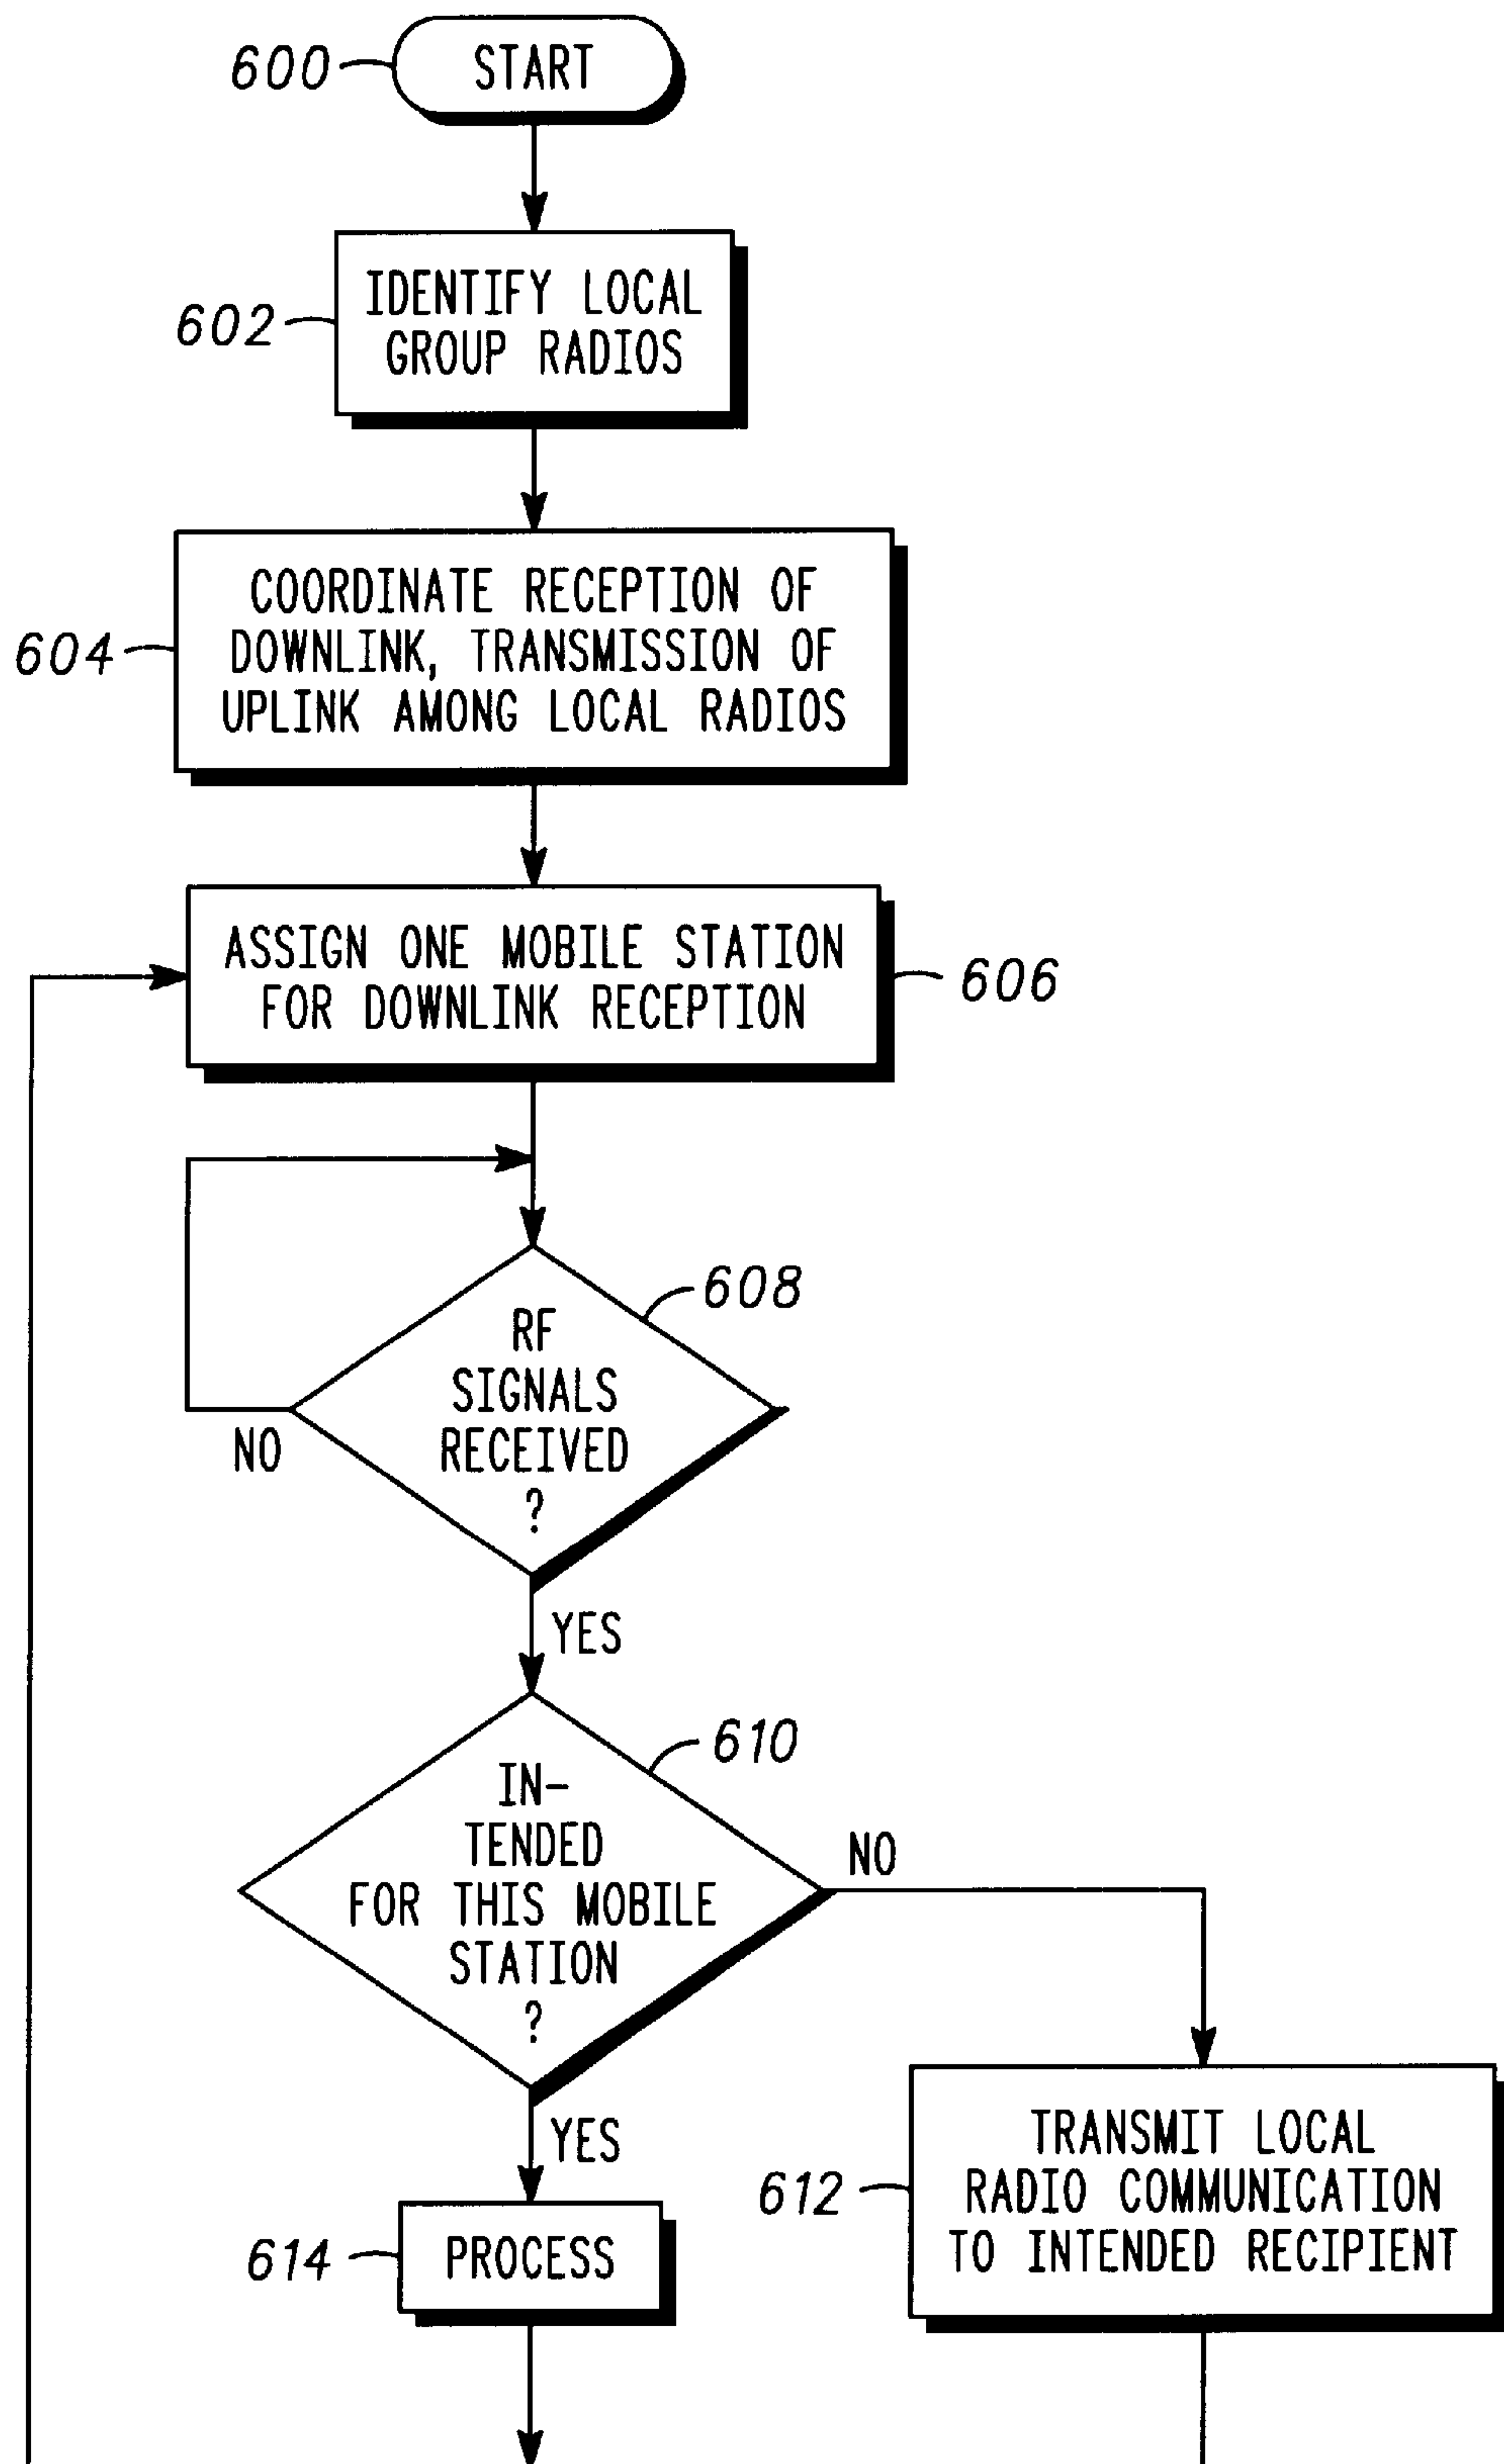 600
START
602
IDENTIFY LOCAL
GROUP RADIOS
604
COORDINATE RECEPTION OF
DOWNLINK, TRANSMISSION OF
UPLINK AMONG LOCAL RADIOS
ASSIGN ONE MOBILE STATION
FOR DOWNLINK RECEPTION
606
608
RF
SIGNALS
RECEIVED
?
NO
YES
610
IN-
TENDED
FOR THIS MOBILE
STATION
?
NO
YES
612
TRANSMIT LOCAL
RADIO COMMUNICATION
TO INTENDED RECIPIENT
614
PROCESS